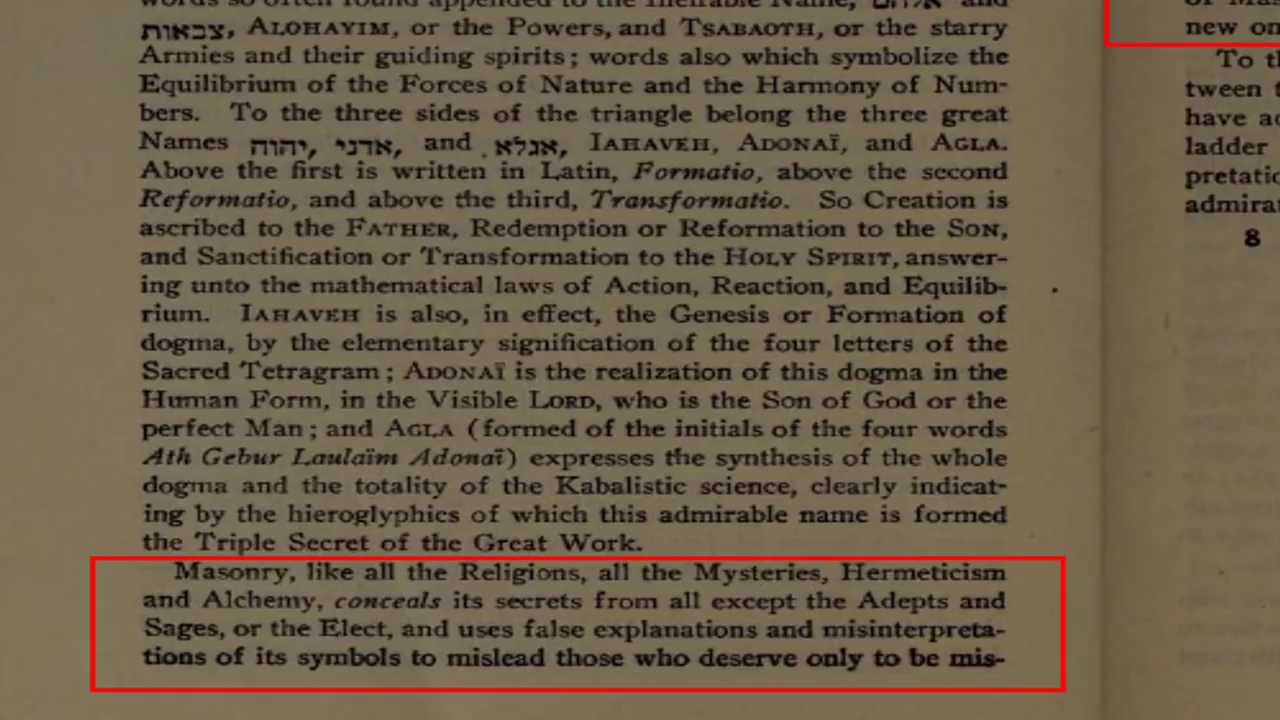 words so often found appended to the Ineffable Name, אלהם and
צבאות, ALOHAYIM, or the Powers, and TSABAOTH, or the starry
Armies and their guiding spirits; words also which symbolize the
Equilibrium of the Forces of Nature and the Harmony of Num-
bers. To the three sides of the triangle belong the three great
Names יהוה, אדני, and אגלא, IAHAVEH, ADONAÏ, and AGLA.
Above the first is written in Latin, Formatio, above the second
Reformatio, and above the third, Transformatio. So Creation is
ascribed to the FATHER, Redemption or Reformation to the SON,
and Sanctification or Transformation to the HOLY SPIRIT, answer-
ing unto the mathematical laws of Action, Reaction, and Equilib-
rium. IAHAVEH is also, in effect, the Genesis or Formation of
dogma, by the elementary signification of the four letters of the
Sacred Tetragram; ADONAÏ is the realization of this dogma in the
Human Form, in the Visible LORD, who is the Son of God or the
perfect Man; and AGLA (formed of the initials of the four words
Ath Gebur Laulaïm Adonaï) expresses the synthesis of the whole
dogma and the totality of the Kabalistic science, clearly indicat-
ing by the hieroglyphics of which this admirable name is formed
the Triple Secret of the Great Work.
Masonry, like all the Religions, all the Mysteries, Hermeticism
and Alchemy, conceals its secrets from all except the Adepts and
Sages, or the Elect, and uses false explanations and misinterpreta-
tions of its symbols to mislead those who deserve only to be mis-
new
To
tween
have
ladder
8